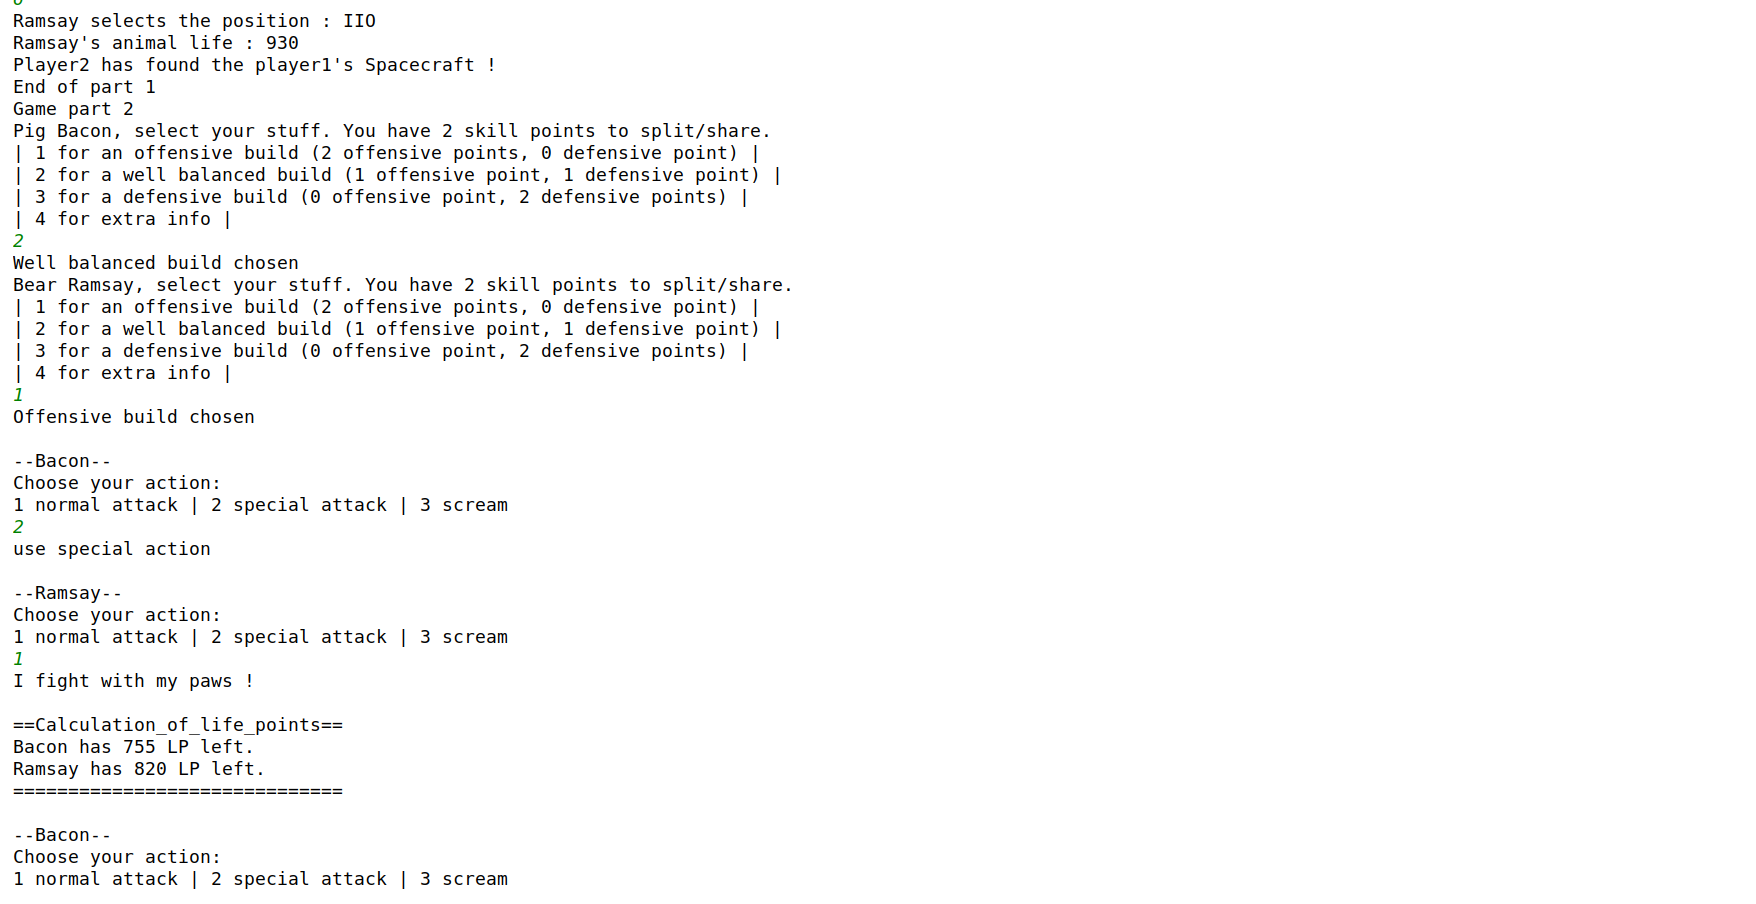 Ramsay selects the position : IIO
Ramsay's animal life : 930
Player2 has found the player1's Spacecraft !
End of part 1
Game part 2
Pig Bacon, select your stuff. You have 2 skill points to split/share.
| 1 for an offensive build (2 offensive points, 0 defensive point) |
| 2 for a well balanced build (1 offensive point, 1 defensive point) |
| 3 for a defensive build (0 offensive point, 2 defensive points) |
| 4 for extra info |
2
Well balanced build chosen
Bear Ramsay, select your stuff. You have 2 skill points to split/share.
| 1 for an offensive build (2 offensive points, 0 defensive point) |
| 2 for a well balanced build (1 offensive point, 1 defensive point) |
| 3 for a defensive build (0 offensive point, 2 defensive points) |
| 4 for extra info |
1
Offensive build chosen
--Bacon--
Choose your action:
1 normal attack | 2 special attack | 3 scream
2
use special action
--Ramsay--
Choose your action:
1 normal attack | 2 special attack | 3 scream
1
I fight with my paws !
==Calculation_of_life_points==
Bacon has 755 LP left.
Ramsay has 820 LP left.
==============================
--Bacon--
Choose your action:
1 normal attack | 2 special attack | 3 scream